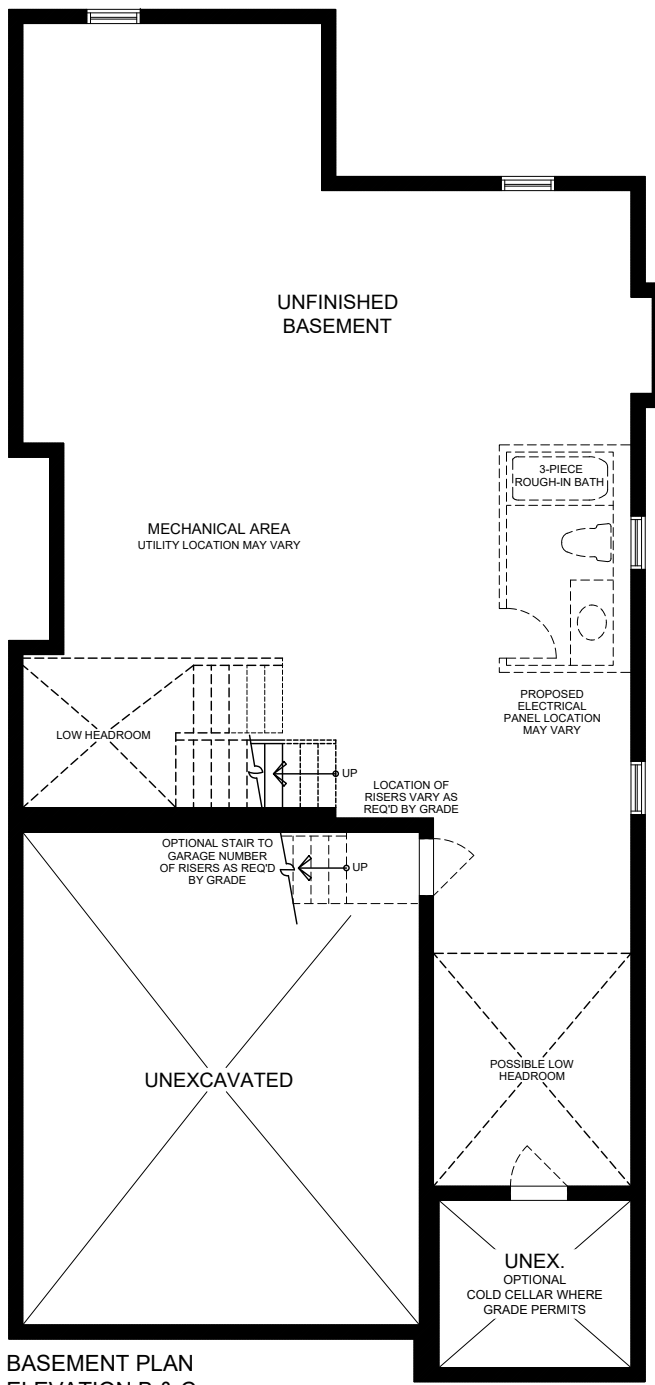 UNFINISHED
BASEMENT
3-PIECE
ROUGH-IN BATH
MECHANICAL AREA
UTILITY LOCATION MAY VARY
PROPOSED
ELECTRICAL
PANEL LOCATION
MAY VARY
LOW HEADROOM
UP
LOCATION OF
RISERS VARY AS
REQ'D BY GRADE
OPTIONAL STAIR TO
GARAGE NUMBER
OF RISERS AS REQ'D
BY GRADE
UP
UNEXCAVATED
POSSIBLE LOW
HEADROOM
UNEX.
OPTIONAL
COLD CELLAR WHERE
GRADE PERMITS
BASEMENT PLAN
ELEVATION B & C